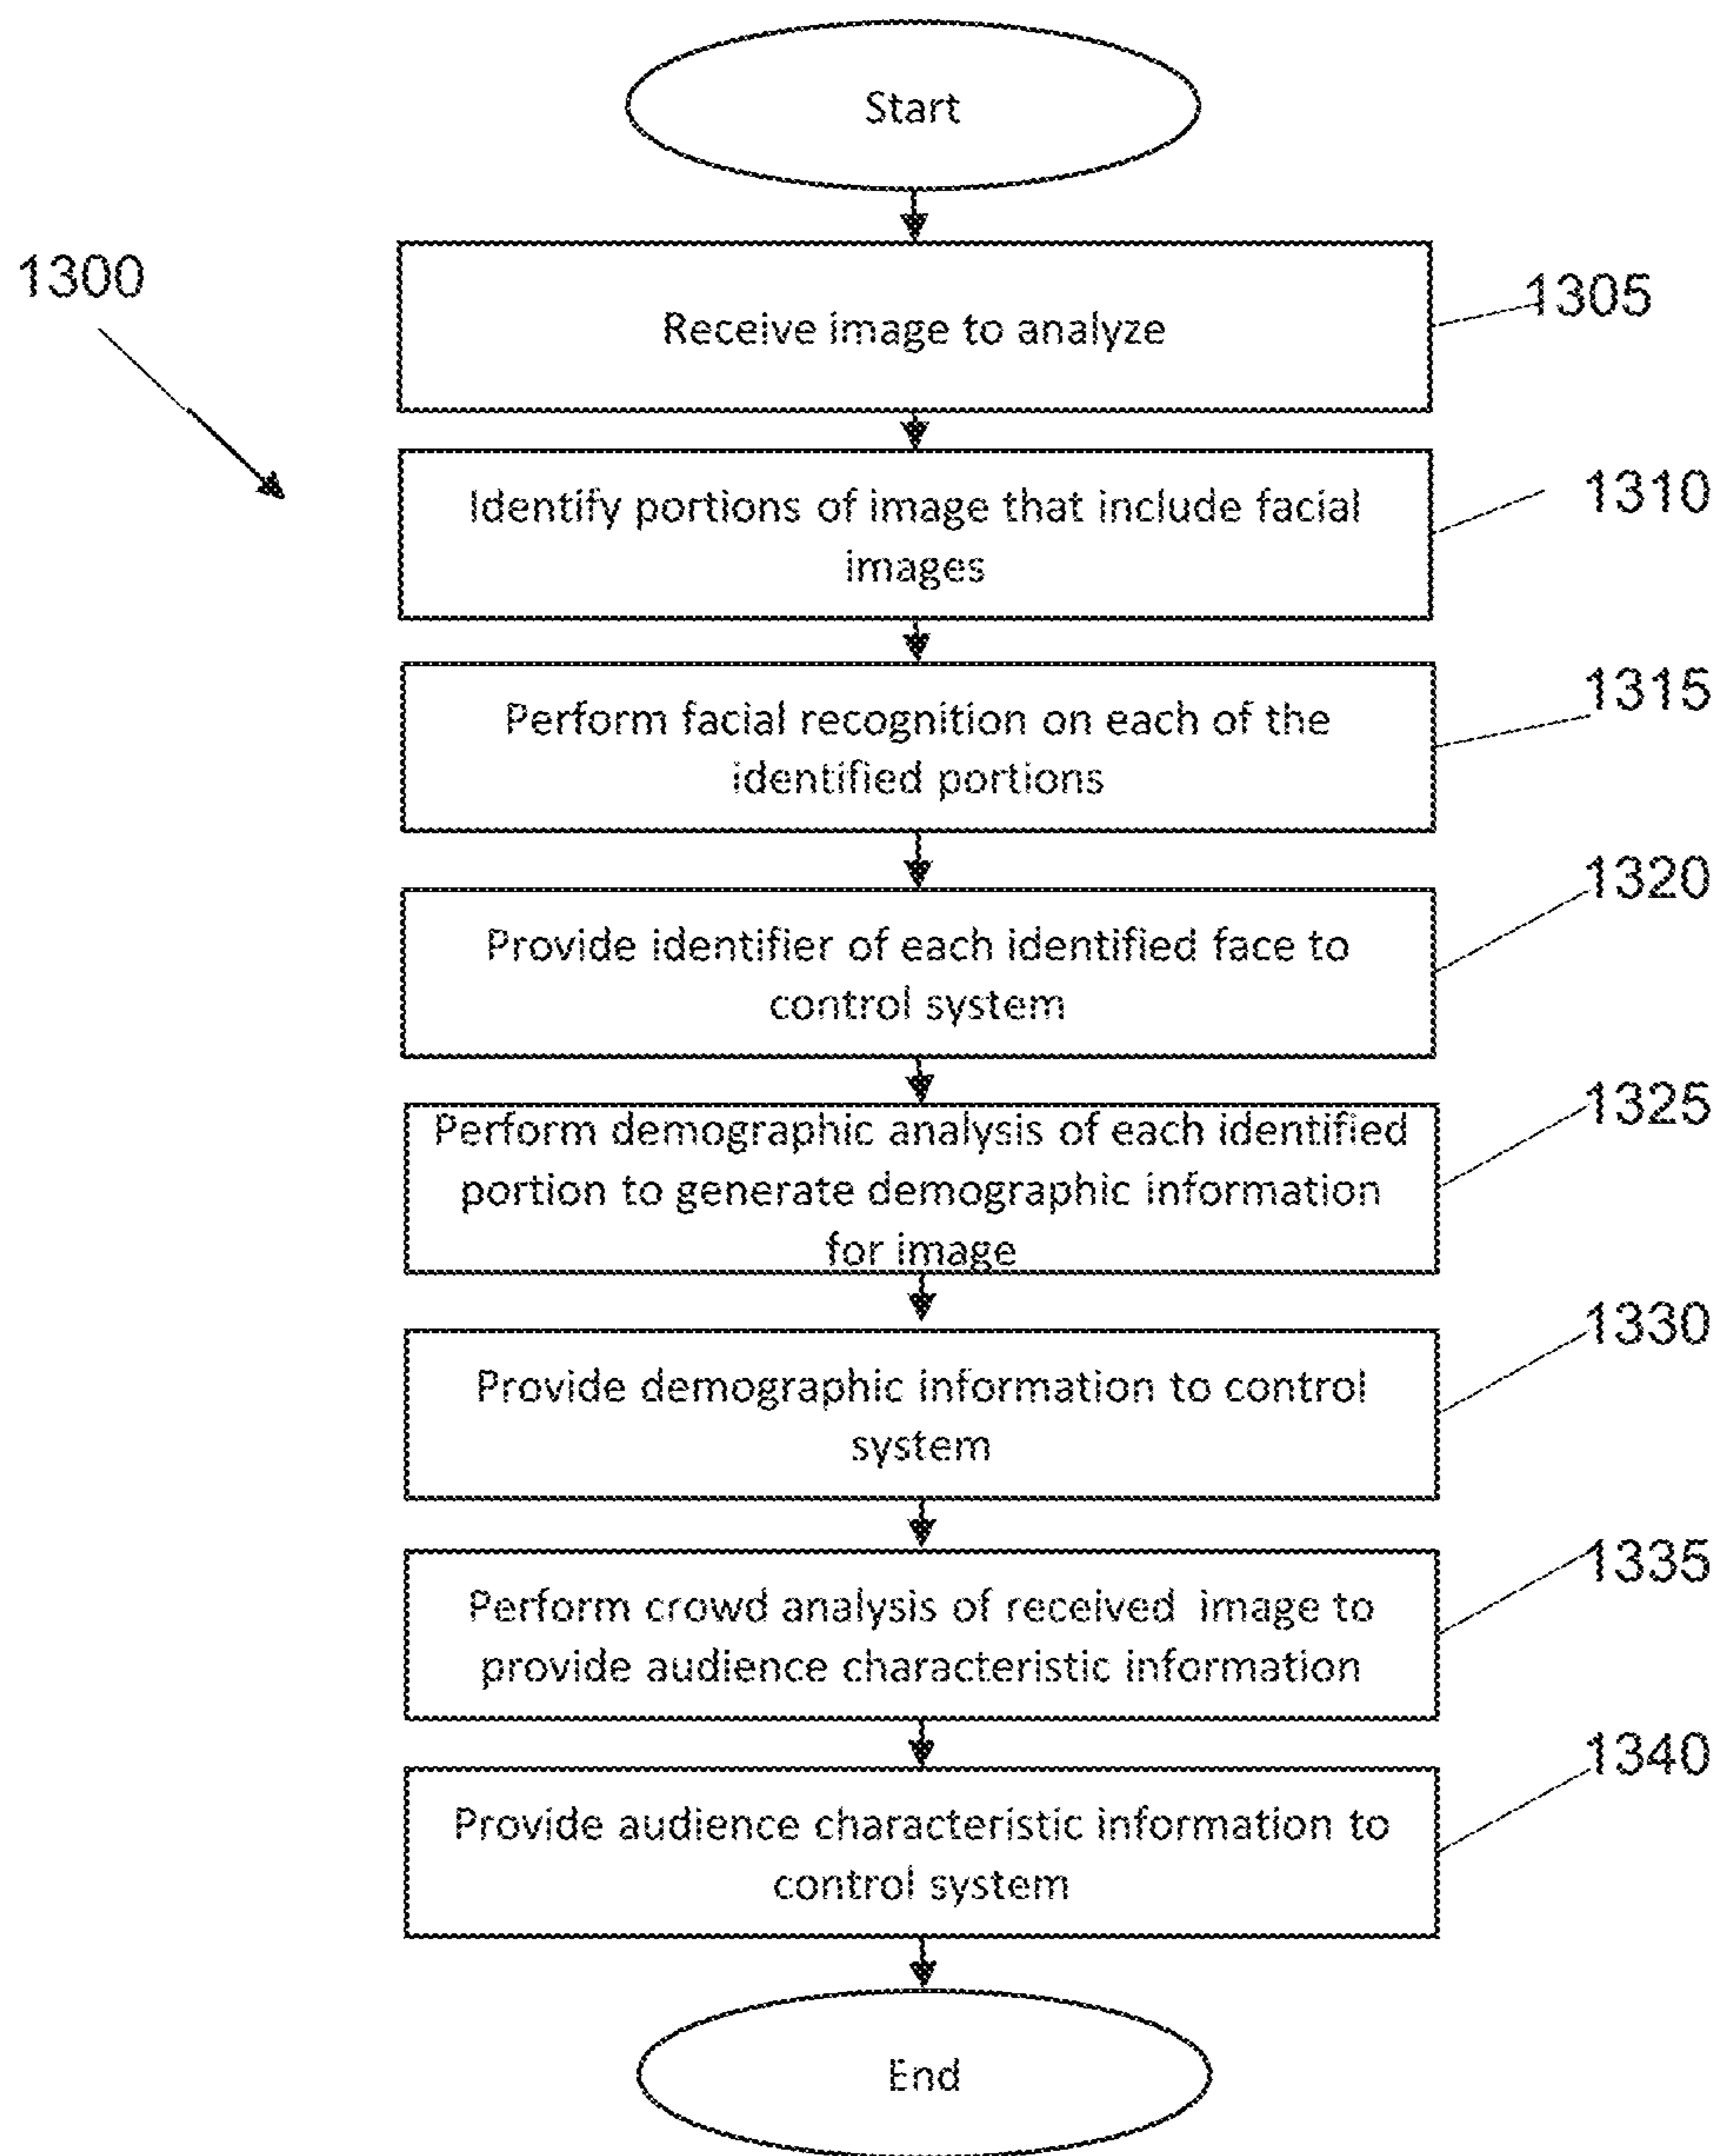 Start
1300
1305
Receive image to analyze
1310
Identify portions of image that include facial
images
1315
Perform facial recognition on each of the
identified portions
1320
Provide identifier of each identified face to
control system
1325
Perform demographic analysis of each identified
portion to generate demographic information
for image
1330
Provide demographic information to control
system
1335
Perform crowd analysis of received image to
provide audience characteristic information
1340
Provide audience characteristic information to
control system
End